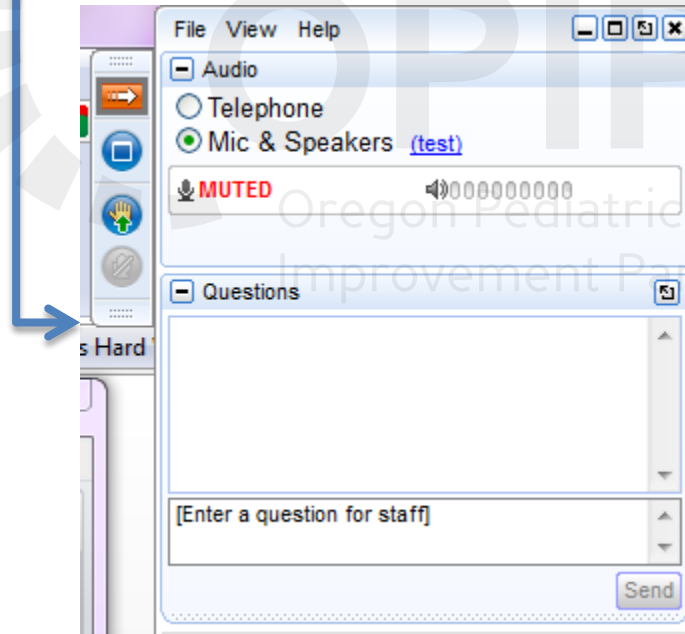 OPIP
File View Help
Audio
Telephone
Mic & Speakers (test)
MUTED
Oregon Pediatric
Improvement Par
Questions
s Hard
[Enter a question for staff]
Send